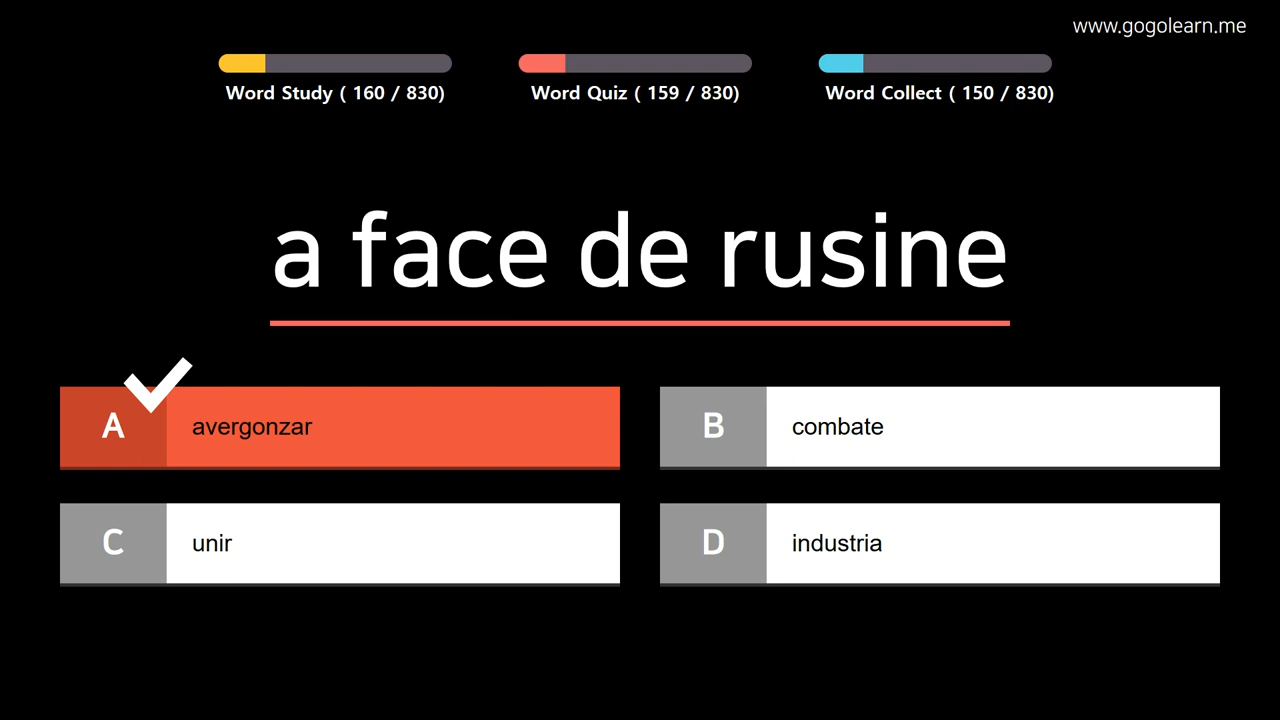 www.gogolearn.me
Word Study ( 160 / 830)
Word Quiz ( 159 / 830)
Word Collect ( 150 / 830)
a face de rusine
A avergonzar
B combate
C unir
D industria